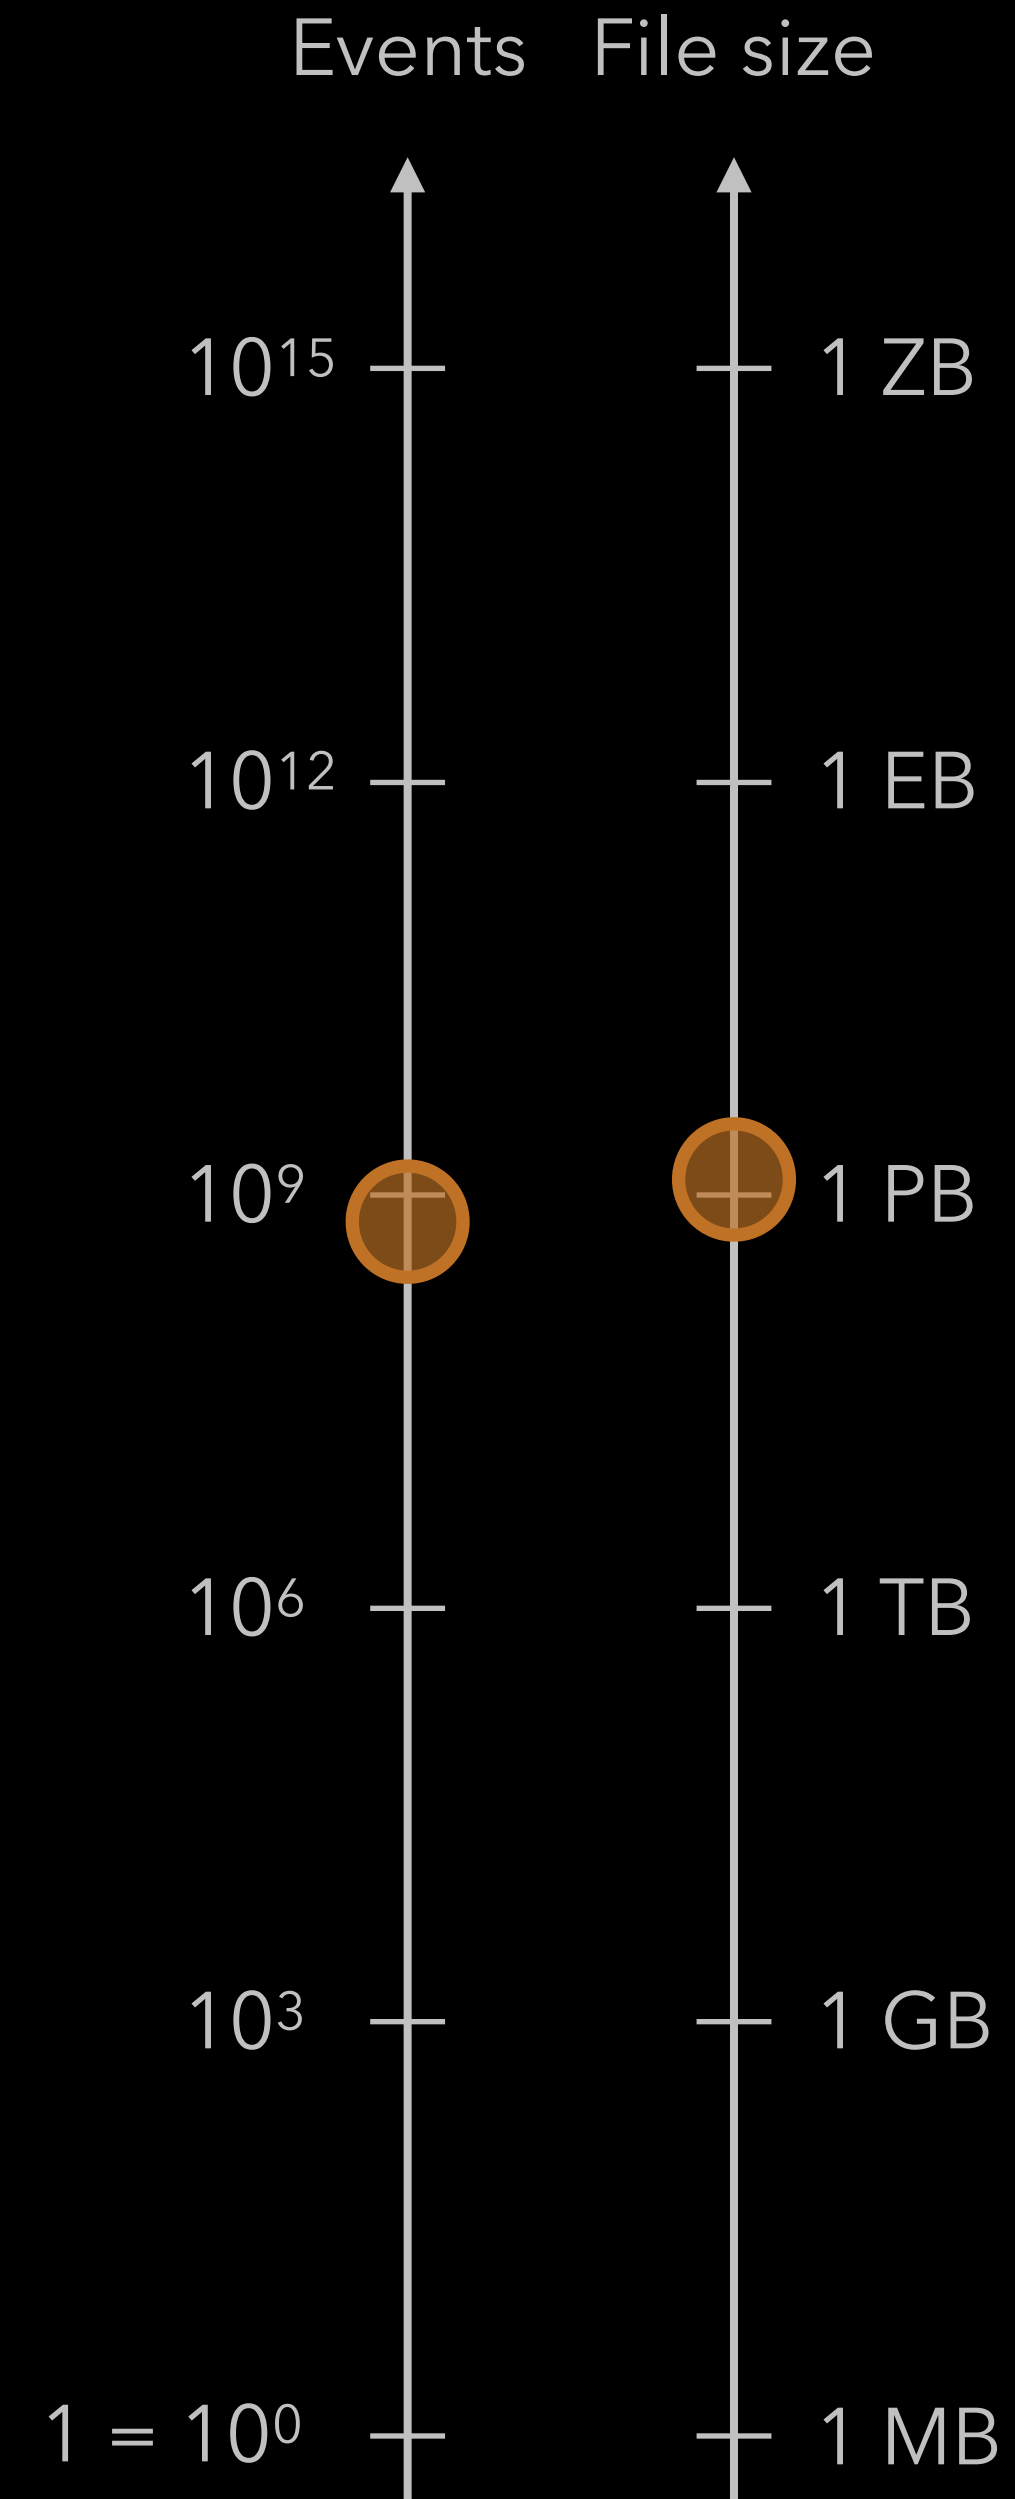 Events File size
10¹⁵ 1 ZB
10¹² 1 EB
10⁹ 1 PB
10⁶ 1 TB
10³ 1 GB
1 = 10⁰ 1 MB